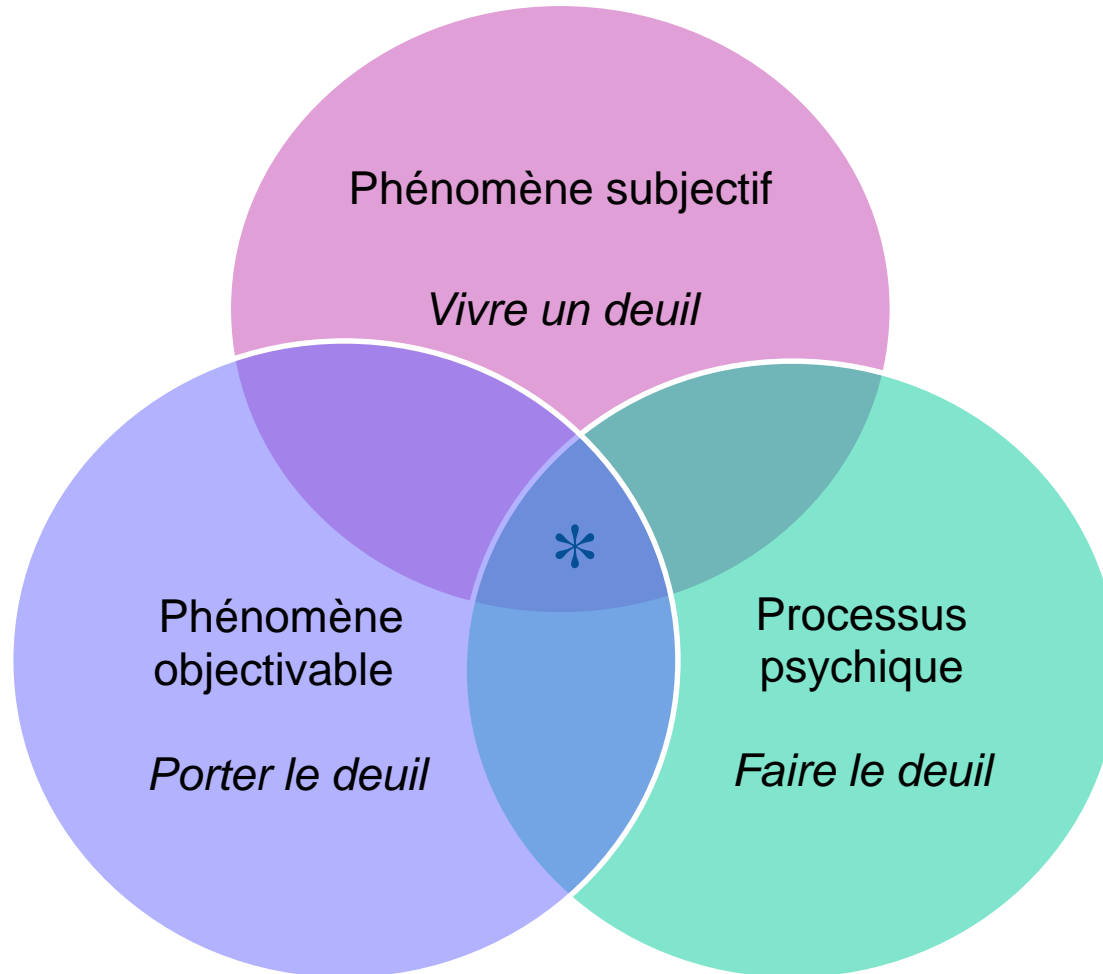 Phénomène subjectif
Vivre un deuil
*
Phénomène
objectivable
Porter le deuil
Processus
psychique
Faire le deuil